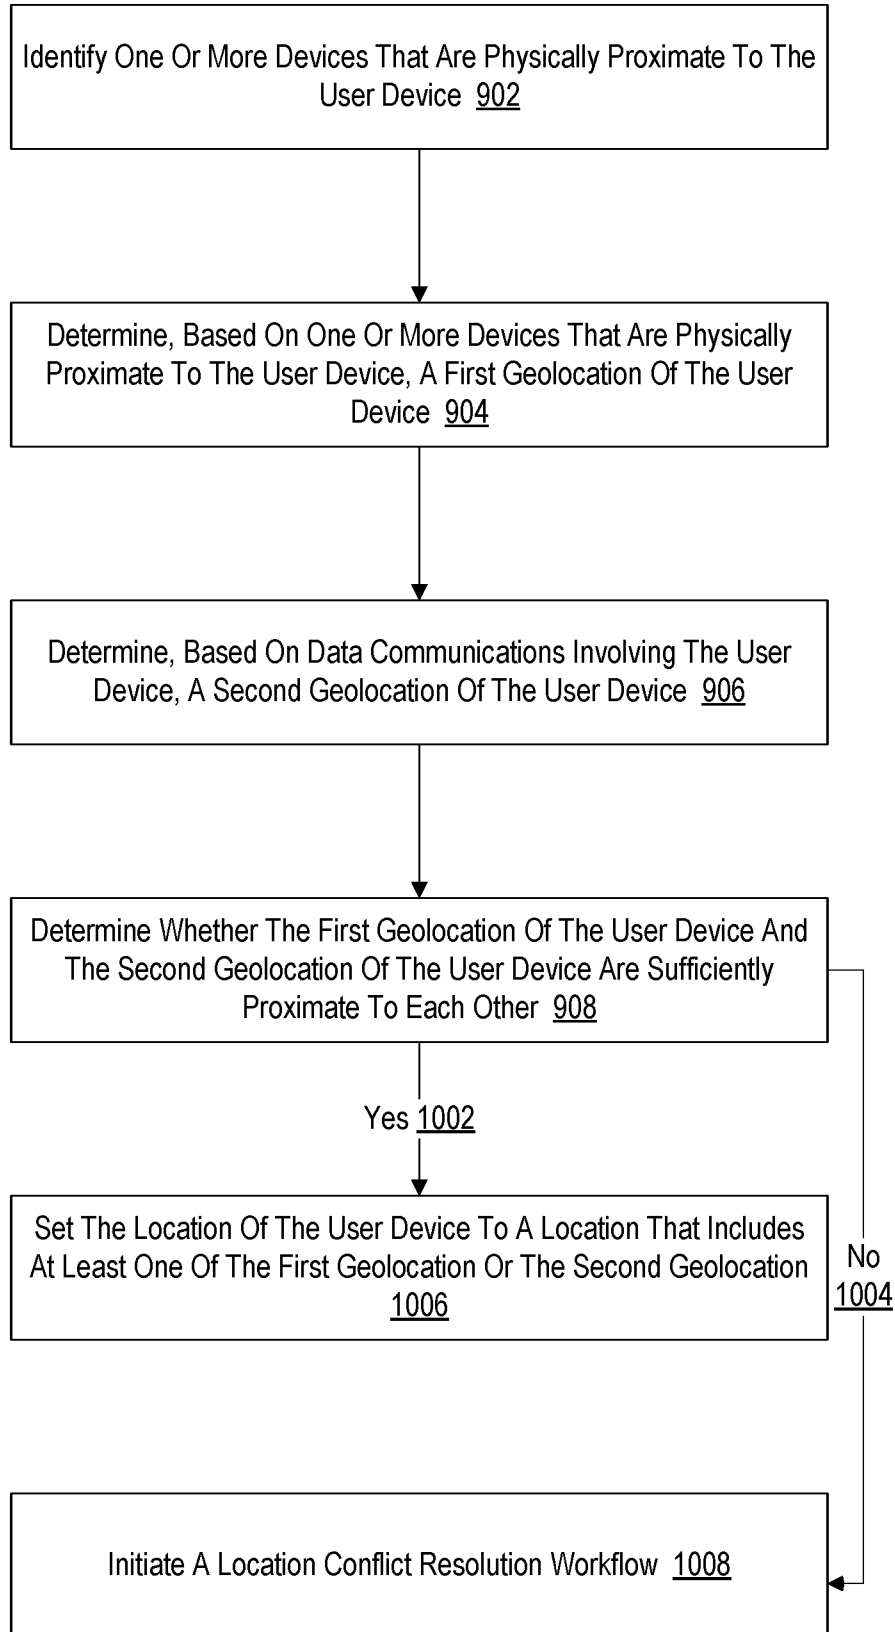 Identify One Or More Devices That Are Physically Proximate To The
User Device 902
Determine, Based On One Or More Devices That Are Physically
Proximate To The User Device, A First Geolocation Of The User
Device 904
Determine, Based On Data Communications Involving The User
Device, A Second Geolocation Of The User Device 906
Determine Whether The First Geolocation Of The User Device And
The Second Geolocation Of The User Device Are Sufficiently
Proximate To Each Other 908
Yes 1002
Set The Location Of The User Device To A Location That Includes
At Least One Of The First Geolocation Or The Second Geolocation
1006
No
1004
Initiate A Location Conflict Resolution Workflow 1008